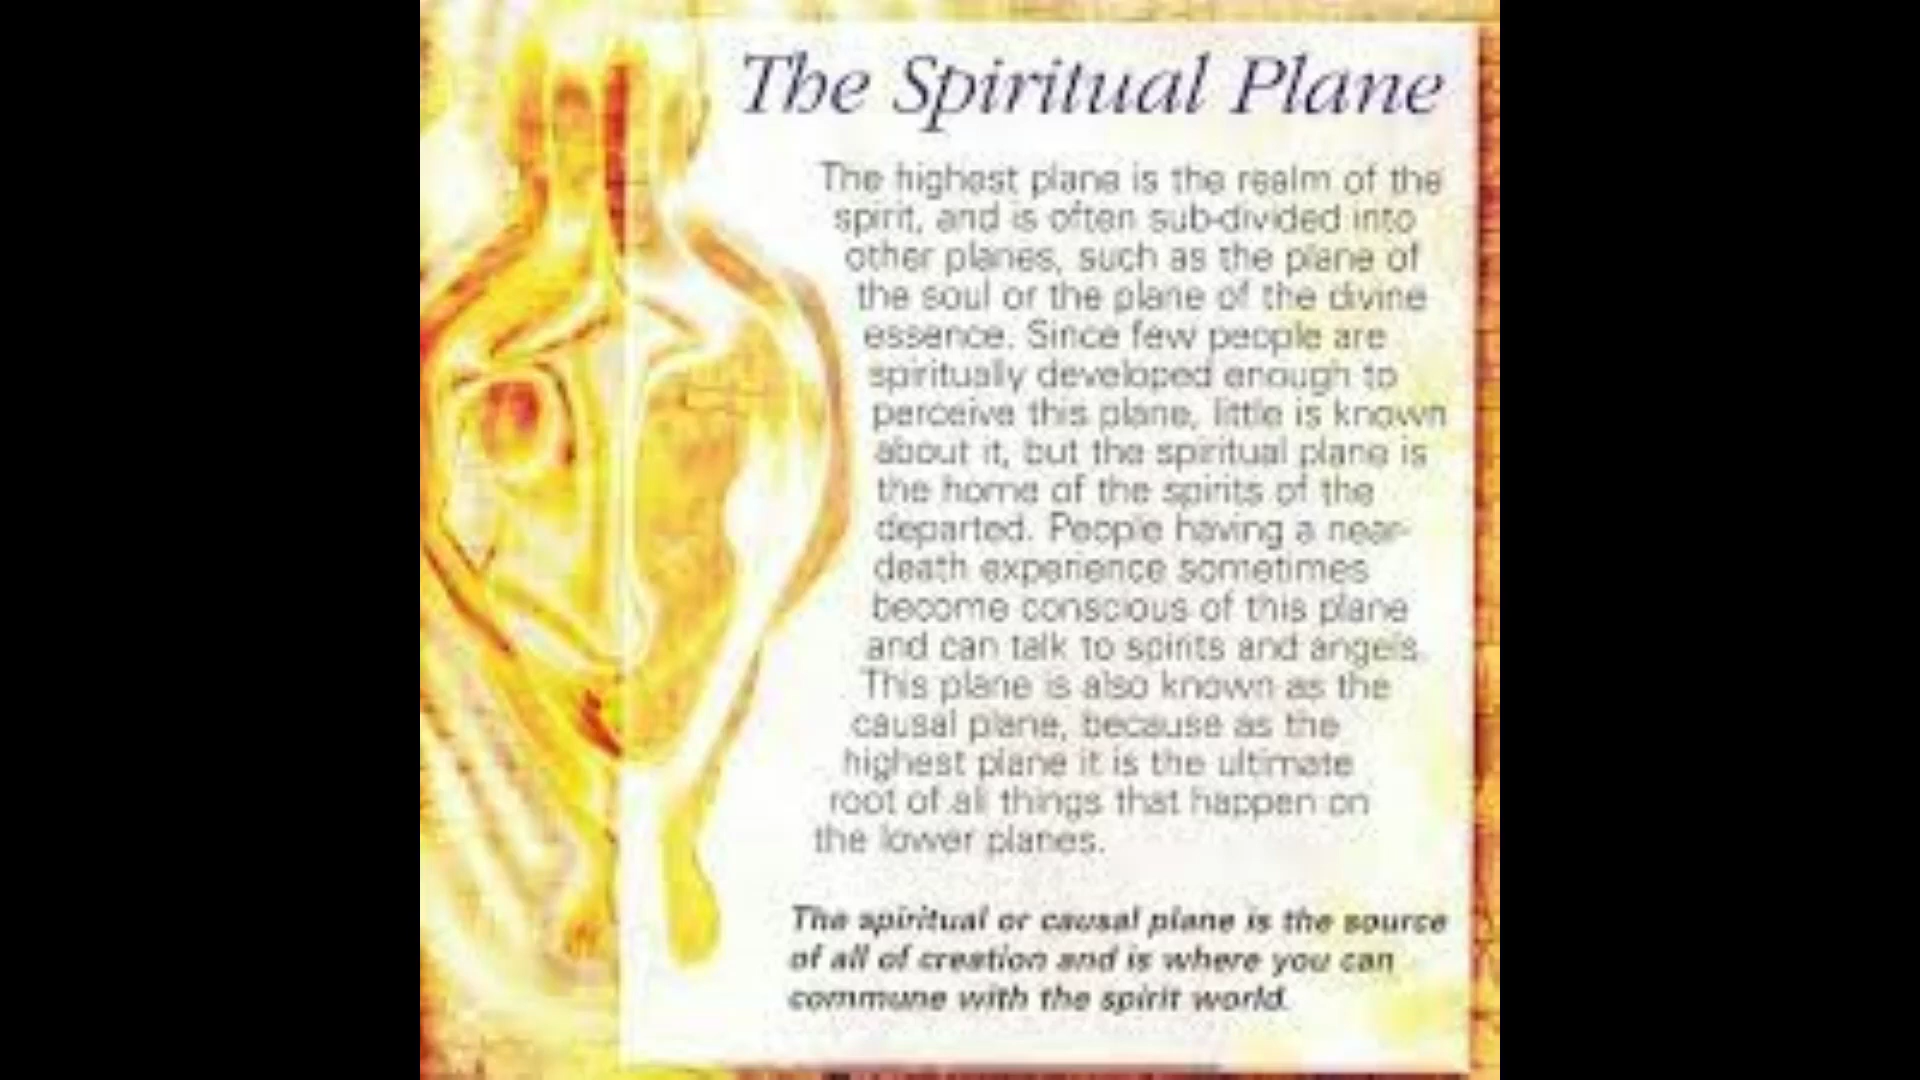 The Spiritual Plane
The highest plane is the realm of the
spirit, and is often sub-divided into
other planes, such as the plane of
the soul or the plane of the divine
essence. Since few people are
spiritually developed enough to
perceive this plane, little is known
about it, but the spiritual plane is
the home of the spirits of the
departed. People having a near-
death experience sometimes
become conscious of this plane
and can talk to spirits and angels.
This plane is also known as the
causal plane, because as the
highest plane it is the ultimate
root of all things that happen on
the lower planes.
The spiritual or causal plane is the source
of all of creation and is where you can
commune with the spirit world.